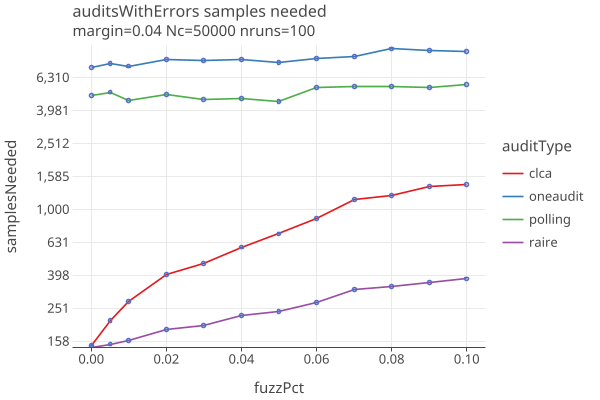 auditsWithErrors samples needed
margin=0.04 Nc=50000 nruns=100
samplesNeeded
6,310
3,981
2,512
1,585
1,000
631
398
251
158
0.00
0.02
0.04
0.06
0.08
0.10
fuzzPct
auditType
clca
oneaudit
polling
raire